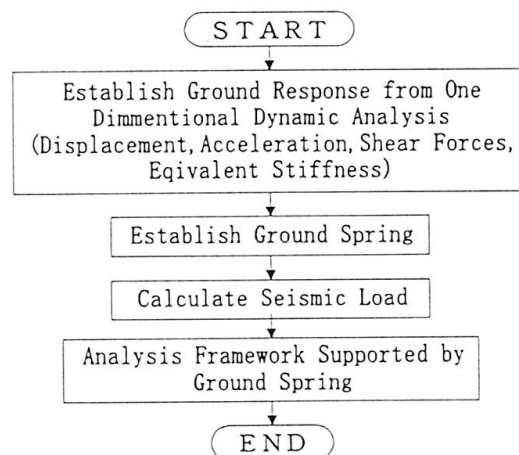 START
Establish Ground Response from One
Dimmentional Dynamic Analysis
(Displacement, Acceleration, Shear Forces,
Eqivalent Stiffness)
Establish Ground Spring
Calculate Seismic Load
Analysis Framework Supported by
Ground Spring
END